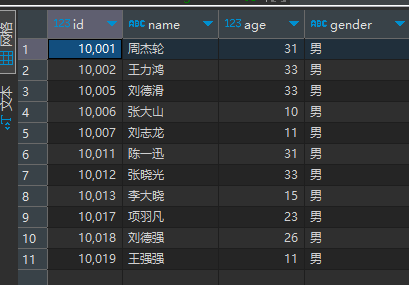 网格
文本
123 id ABC name 123 age ABC gender
1 10,001 周杰轮 31 男
2 10,002 王力鸿 33 男
3 10,005 刘德滑 33 男
4 10,006 张大山 10 男
5 10,007 刘志龙 11 男
6 10,011 陈一迅 31 男
7 10,012 张晓光 33 男
8 10,013 李大晓 15 男
9 10,017 项羽凡 23 男
10 10,018 刘德强 26 男
11 10,019 王强强 11 男